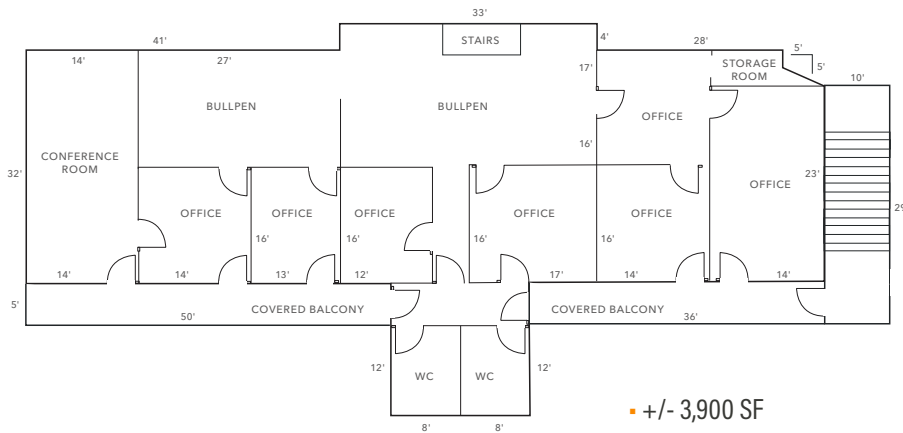 33'
STAIRS
41'
4'
28'
5'
14'
27'
17'
STORAGE
ROOM
5'
10'
BULLPEN
BULLPEN
OFFICE
16'
CONFERENCE
ROOM
32'
23'
OFFICE
29'
OFFICE
OFFICE
OFFICE
OFFICE
OFFICE
16'
16'
16'
16'
14'
14'
13'
12'
17'
14'
14'
5'
COVERED BALCONY
COVERED BALCONY
50'
36'
12'
WC
WC
12'
8'
8'
▪ +/- 3,900 SF